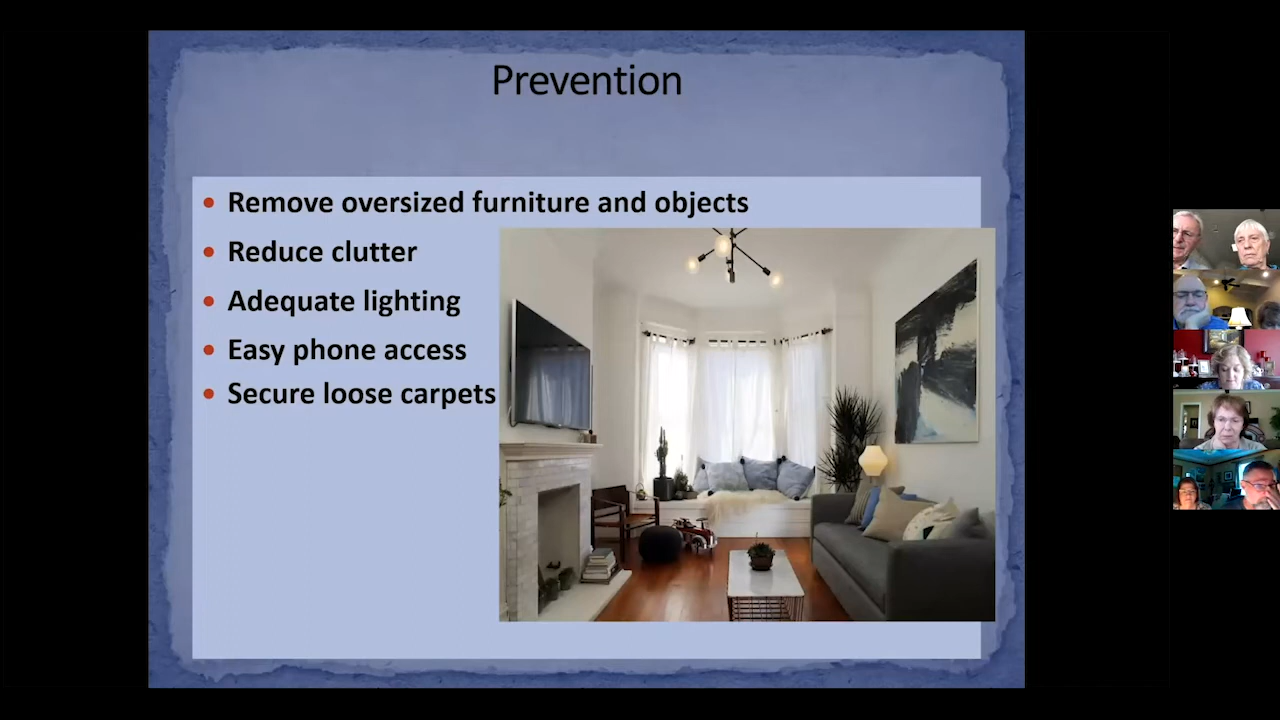 Prevention
Remove oversized furniture and objects
Reduce clutter
Adequate lighting
Easy phone access
Secure loose carpets